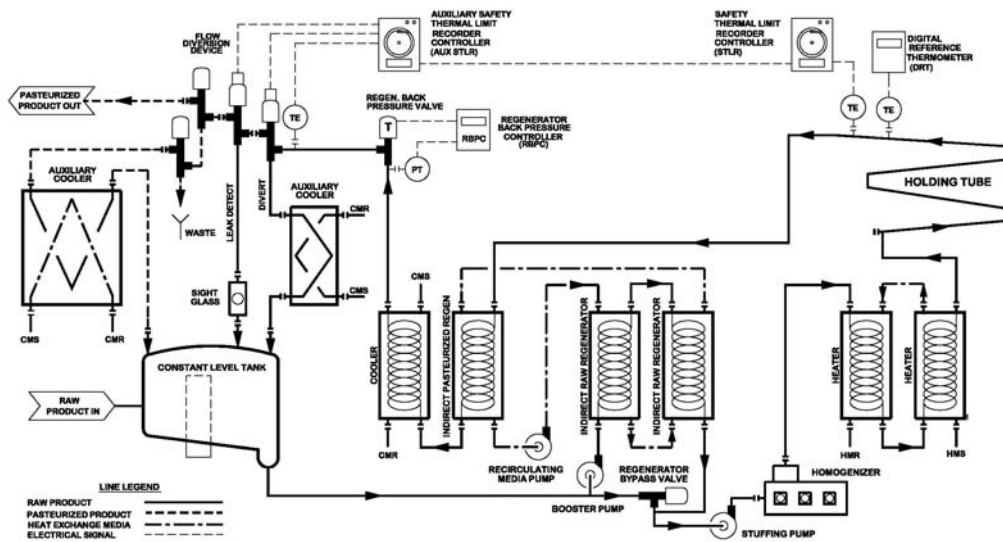 AUXILIARY SAFETY
THERMAL LIMIT
RECORDER
CONTROLLER
(AUX STLR)
SAFETY
THERMAL LIMIT
RECORDER
CONTROLLER
(STLR)
DIGITAL
REFERENCE
THERMOMETER
(DRT)
FLOW
DIVERSION
DEVICE
PASTEURIZED
PRODUCT OUT
REGEN. BACK
PRESSURE VALVE
T
RBPC
REGENERATOR
BACK PRESSURE
CONTROLLER
(RBPC)
TE
TE
TE
PT
AUXILIARY
COOLER
WASTE
LEAK DETECT
DIVERT
AUXILIARY
COOLER
CMR
CMS
HOLDING TUBE
SIGHT
GLASS
CMS
CMR
CMS
CONSTANT LEVEL TANK
COOLER
INDIRECT PASTEURIZED REGEN
INDIRECT RAW REGENERATOR
INDIRECT RAW REGENERATOR
HEATER
HEATER
RAW
PRODUCT IN
CMR
HMR
HMS
RECIRCULATING
MEDIA PUMP
REGENERATOR
BYPASS VALVE
HOMOGENIZER
BOOSTER PUMP
STUFFING PUMP
LINE LEGEND
RAW PRODUCT
PASTEURIZED PRODUCT
HEAT EXCHANGE MEDIA
ELECTRICAL SIGNAL